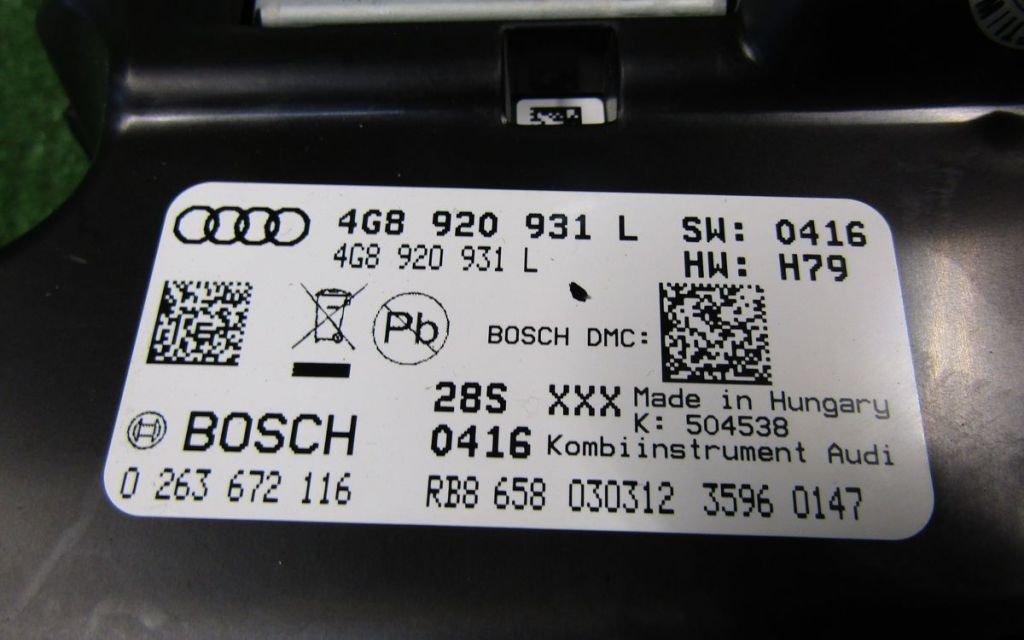 4G8 920 931 L SW: 0416
4G8 920 931 L HW: H79
Pb
BOSCH DMC:
28S XXX Made in Hungary
K: 504538
BOSCH 0416 Kombiinstrument Audi
0 263 672 116 RB8 658 030312 3596 0147